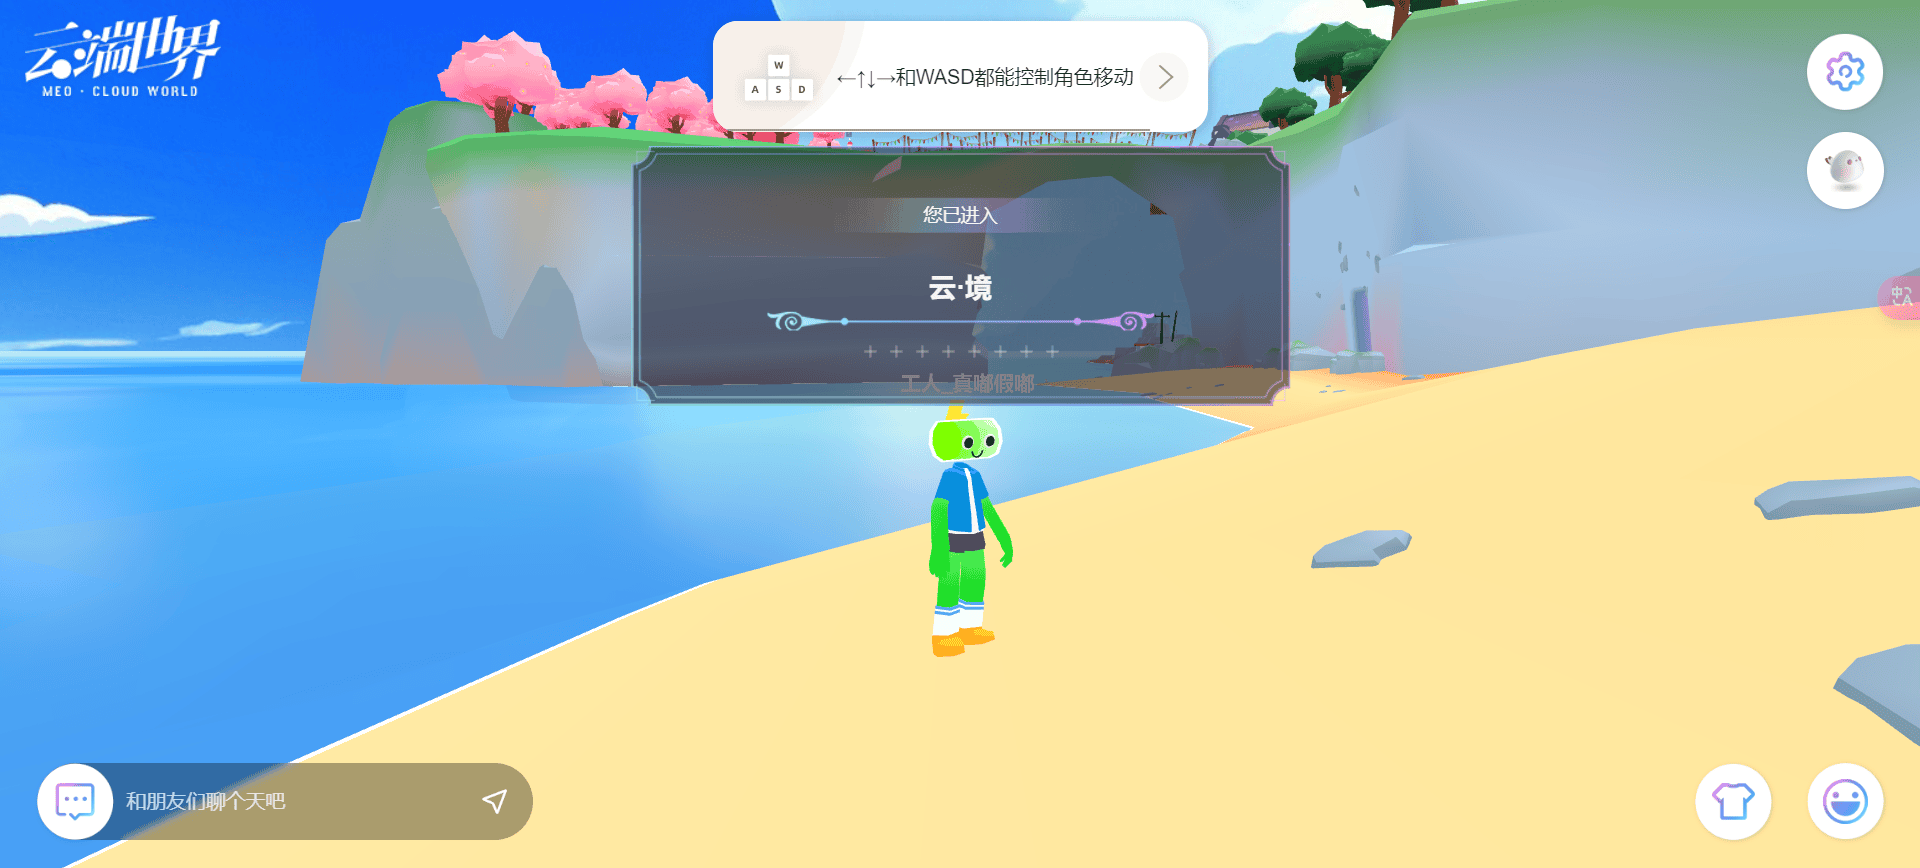 云端世界
MEO · CLOUD WORLD
W
A S D
←↑↓→和WASD都能控制角色移动
您已进入
云·境
工人_真嘟假嘟
中
A
和朋友们聊个天吧